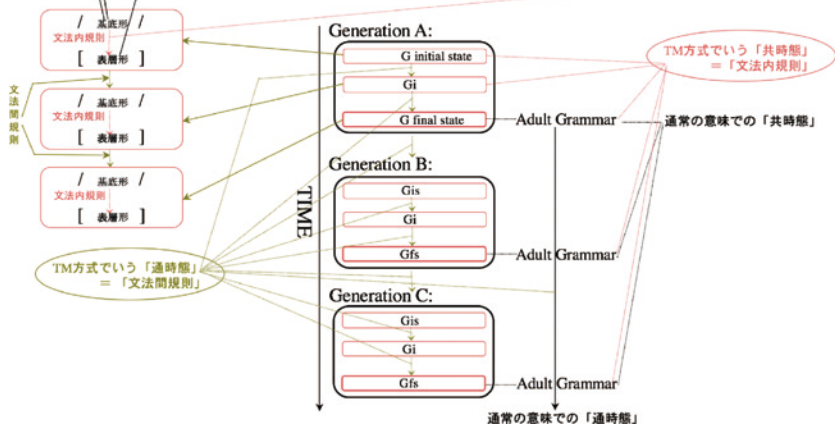 / 基底形 /
文法内規則
[ 表層形 ]
/ 基底形 /
文法内規則
[ 表層形 ]
/ 基底形 /
文法内規則
[ 表層形 ]
文法間規則
TM方式でいう「通時態」
＝「文法間規則」
TIME
Generation A:
G initial state
Gi
G final state
Adult Grammar
Generation B:
Gis
Gi
Gfs
Adult Grammar
Generation C:
Gis
Gi
Gfs
Adult Grammar
TM方式でいう「共時態」
＝「文法内規則」
通常の意味での「共時態」
通常の意味での「通時態」